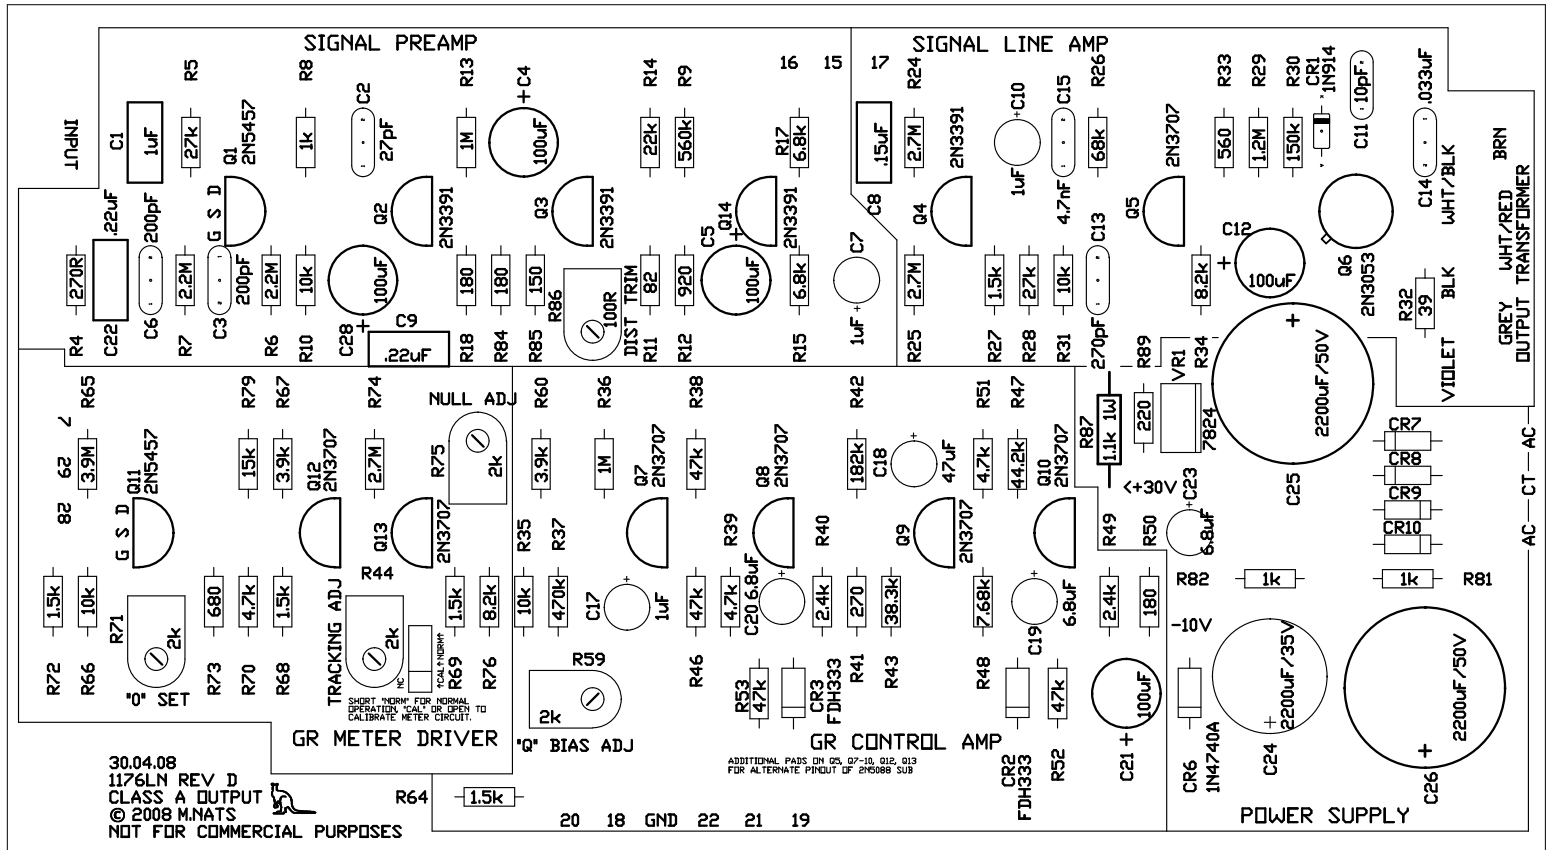 SIGNAL PREAMP
SIGNAL LINE AMP
INPUT
C1
1uF
R5
27k
Q1
2N5457
R8
1k
C2
27pF
R13
1M
C4
+
100uF
R14
22k
R9
560k
16
15
17
R17
6.8k
.15uF
C8
R24
2.7M
2N3391
C10
+
1uF
C15
4.7nF
R26
68k
2N3707
R33
560
R29
1.2M
R30
150k
CR1
1N914
10pF
C11
.033uF
C14
WHT/BLK
BRN
WHT/RED
GREY
OUTPUT TRANSFORMER
.22uF
200pF
G S D
Q2
2N3391
Q3
2N3391
Q14
2N3391
Q4
Q5
C12
+
100uF
Q6
2N3053
BLK
R4
270R
C22
C6
R7
2.2M
C3
200pF
R6
2.2M
R10
10k
C28
100uF
+
C9
.22uF
R18
180
R84
180
R85
150
R86
100R
DIST TRIM
R11
82
R12
920
C5
+
100uF
R15
6.8k
C7
+
1uF
R25
2.7M
R27
1.5k
R28
27k
R31
10k
C13
270pF
R34
8.2k
R32
39
VIOLET
+
2200uF/50V
C25
R65
3.9M
7
29
28
Q11
2N5457
G S D
R79
15k
R67
3.9k
Q12
2N3707
R74
2.7M
Q13
2N3707
NULL ADJ
R75
2k
R60
3.9k
R36
1M
R38
47k
Q7
2N3707
Q8
2N3707
R42
182k
C18
+
47uF
R51
4.7k
R47
44.2k
Q10
2N3707
R87
1.1k 1W
R89
220
VR1
7824
<+30V
C23
+
6.8uF
CR7
CR8
CR9
CR10
AC
CT
AC
R72
1.5k
R66
10k
R71
2k
"0" SET
R73
680
R70
4.7k
R68
1.5k
R44
TRACKING ADJ
2k
NC
↑CAL↑NORM↑
R69
1.5k
R76
8.2k
SHORT "NORM" FOR NORMAL
OPERATION, "CAL" OR OPEN TO
CALIBRATE METER CIRCUIT.
GR METER DRIVER
R35
10k
R37
470k
C17
+
1uF
R59
2k
"Q" BIAS ADJ
R46
47k
R39
4.7k
C20
6.8uF
+
R40
2.4k
R41
270
R43
38.3k
Q9
2N3707
R53
47k
CR3
FDH333
R48
7.68k
C19
+
6.8uF
R49
2.4k
R50
180
GR CONTROL AMP
ADDITIONAL PADS ON Q5, Q7-10, Q12, Q13
FOR ALTERNATE PINOUT OF 2N5088 SUB
CR2
FDH333
R52
47k
C21
+
100uF
R82
1k
1k
R81
-10V
CR6
1N4740A
2200uF/35V
+
C24
2200uF/50V
+
C26
POWER SUPPLY
R64
1.5k
20 18 GND 22 21 19
30.04.08
1176LN REV D
CLASS A OUTPUT
© 2008 M.NATS
NOT FOR COMMERCIAL PURPOSES